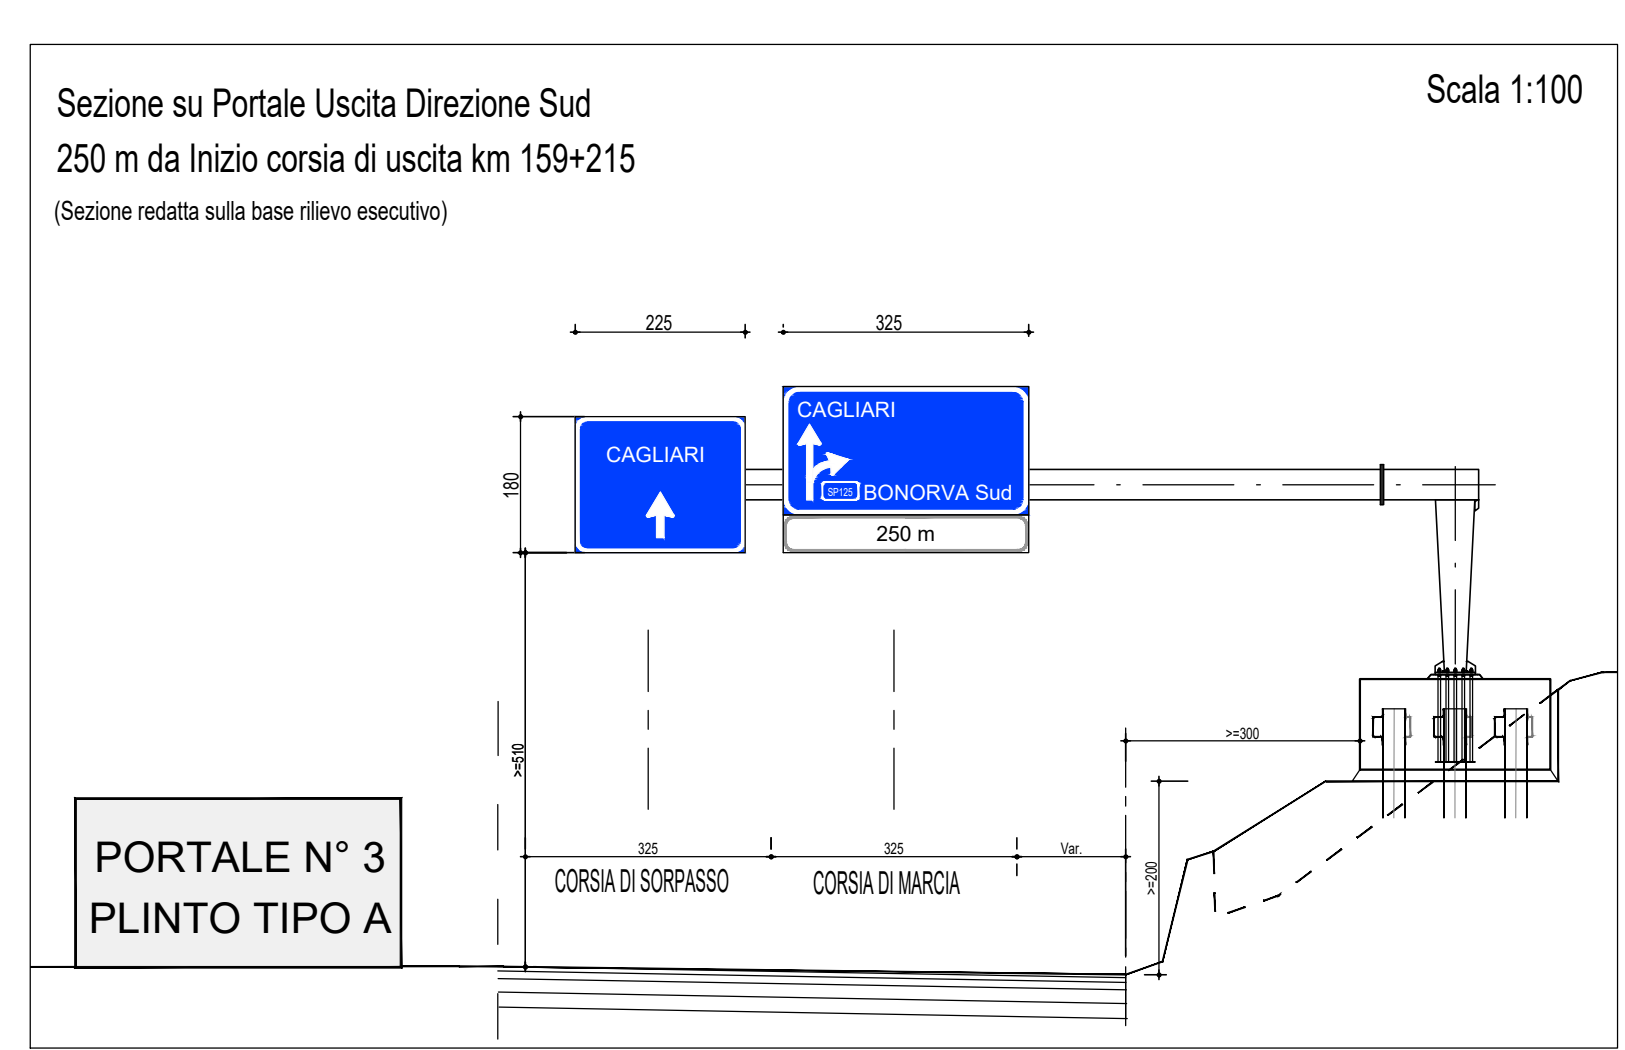 Sezione su Portale Uscita Direzione Sud
Scala 1:100
250 m da Inizio corsia di uscita km 159+215
(Sezione redatta sulla base rilievo esecutivo)
225
325
CAGLIARI
CAGLIARI
180
SP125 BONORVA Sud
250 m
>=510
>=300
325
325
Var.
CORSIA DI SORPASSO
CORSIA DI MARCIA
>=200
PORTALE N° 3
PLINTO TIPO A